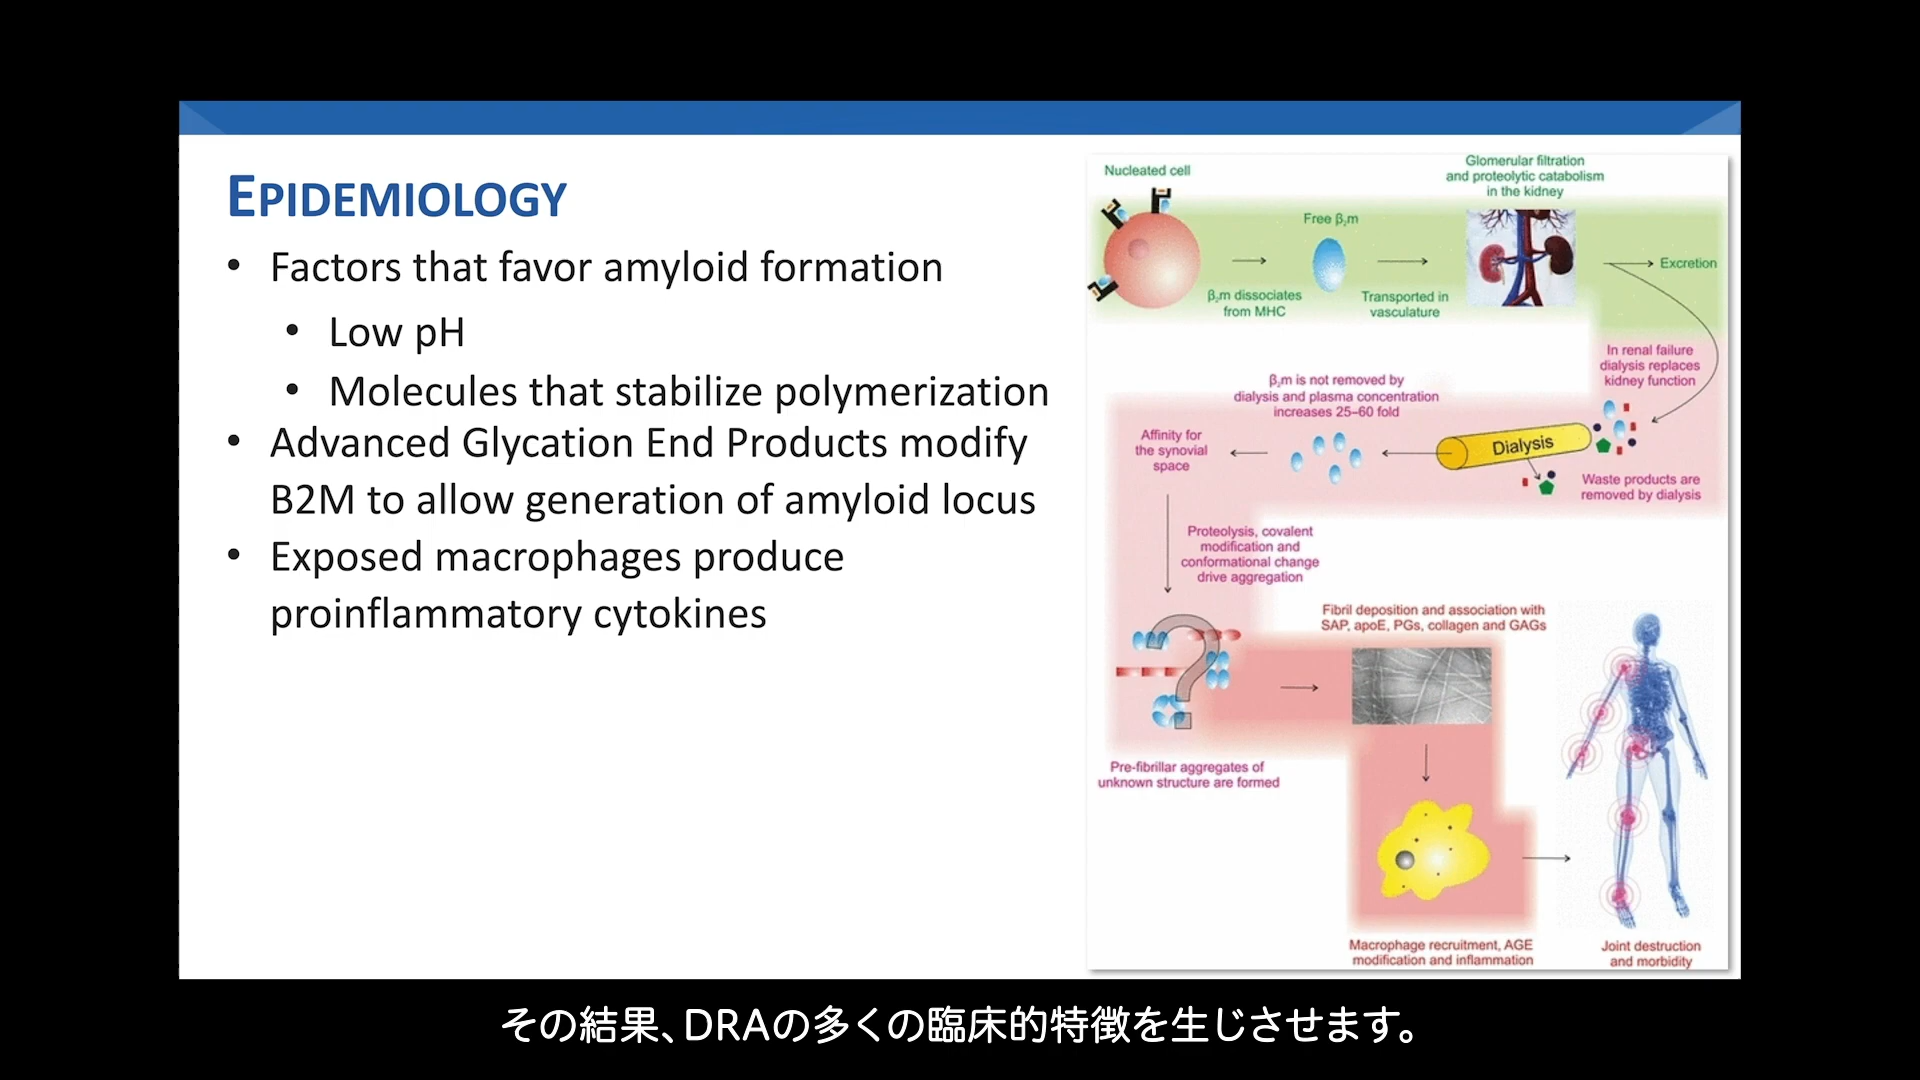 EPIDEMIOLOGY
• Factors that favor amyloid formation
• Low pH
• Molecules that stabilize polymerization
• Advanced Glycation End Products modify
B2M to allow generation of amyloid locus
• Exposed macrophages produce
proinflammatory cytokines
Nucleated cell
β₂m dissociates
from MHC
Free β₂m
Transported in
vasculature
Glomerular filtration
and proteolytic catabolism
in the kidney
Excretion
In renal failure
dialysis replaces
kidney function
Dialysis
Waste products are
removed by dialysis
β₂m is not removed by
dialysis and plasma concentration
increases 25–60 fold
Affinity for
the synovial
space
Proteolysis, covalent
modification and
conformational change
drive aggregation
?
Pre-fibrillar aggregates of
unknown structure are formed
Fibril deposition and association with
SAP, apoE, PGs, collagen and GAGs
Macrophage recruitment, AGE
modification and inflammation
Joint destruction
and morbidity
その結果、DRAの多くの臨床的特徴を生じさせます。